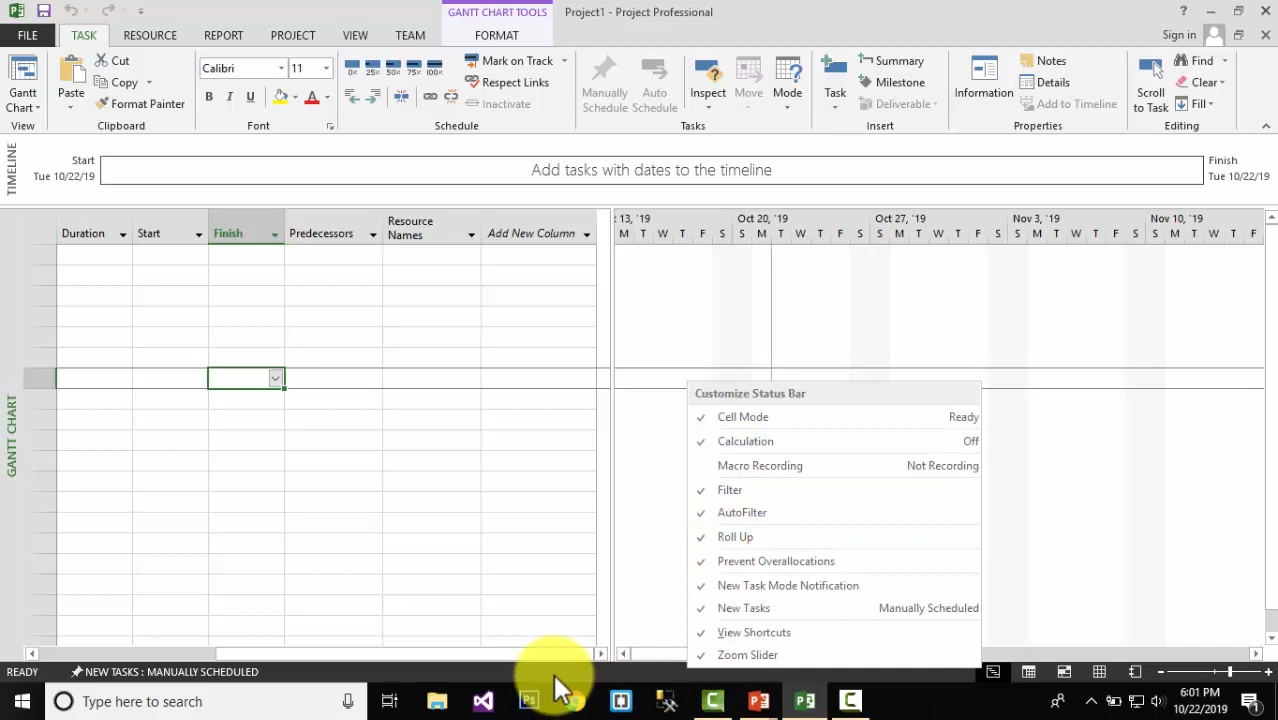 GANTT CHART TOOLS
Project1 - Project Professional
FILE TASK RESOURCE REPORT PROJECT VIEW TEAM FORMAT
Sign in
Gantt Chart
View
Paste
Cut
Copy
Format Painter
Clipboard
Calibri 11
B I U A
Font
0% 25% 50% 75% 100%
Mark on Track
Respect Links
Inactivate
Schedule
Manually Schedule
Auto Schedule
Inspect
Move
Mode
Tasks
Task
Summary
Milestone
Deliverable
Insert
Information
Notes
Details
Add to Timeline
Properties
Scroll to Task
Find
Clear
Fill
Editing
TIMELINE
Start
Tue 10/22/19
Add tasks with dates to the timeline
Finish
Tue 10/22/19
GANTT CHART
Duration Start Finish Predecessors Resource Names Add New Column
t 13, '19 Oct 20, '19 Oct 27, '19 Nov 3, '19 Nov 10, '19
M T W T F S S M T W T F S S M T W T F S S M T W T F S S M T W T F
Customize Status Bar
Cell Mode Ready
Calculation Off
Macro Recording Not Recording
Filter
AutoFilter
Roll Up
Prevent Overallocations
New Task Mode Notification
New Tasks Manually Scheduled
View Shortcuts
Zoom Slider
READY NEW TASKS : MANUALLY SCHEDULED
Type here to search
Ps
6:01 PM
10/22/2019
1